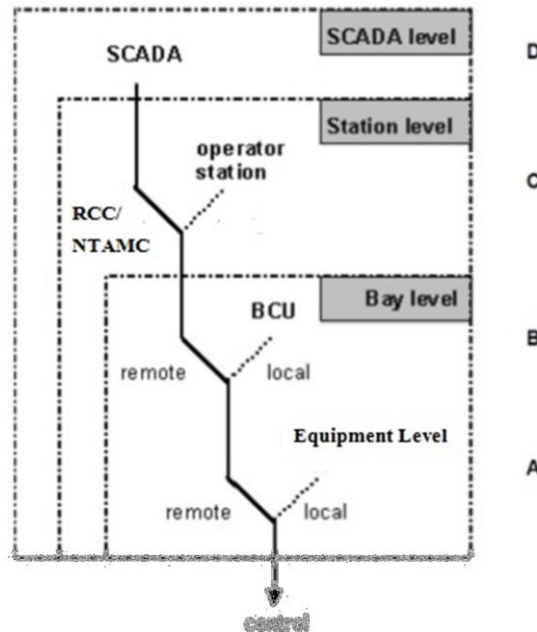 SCADA level
D
SCADA
Station level
operator
station
C
RCC/
NTAMC
Bay level
BCU
B
remote
local
Equipment Level
A
remote
local
control